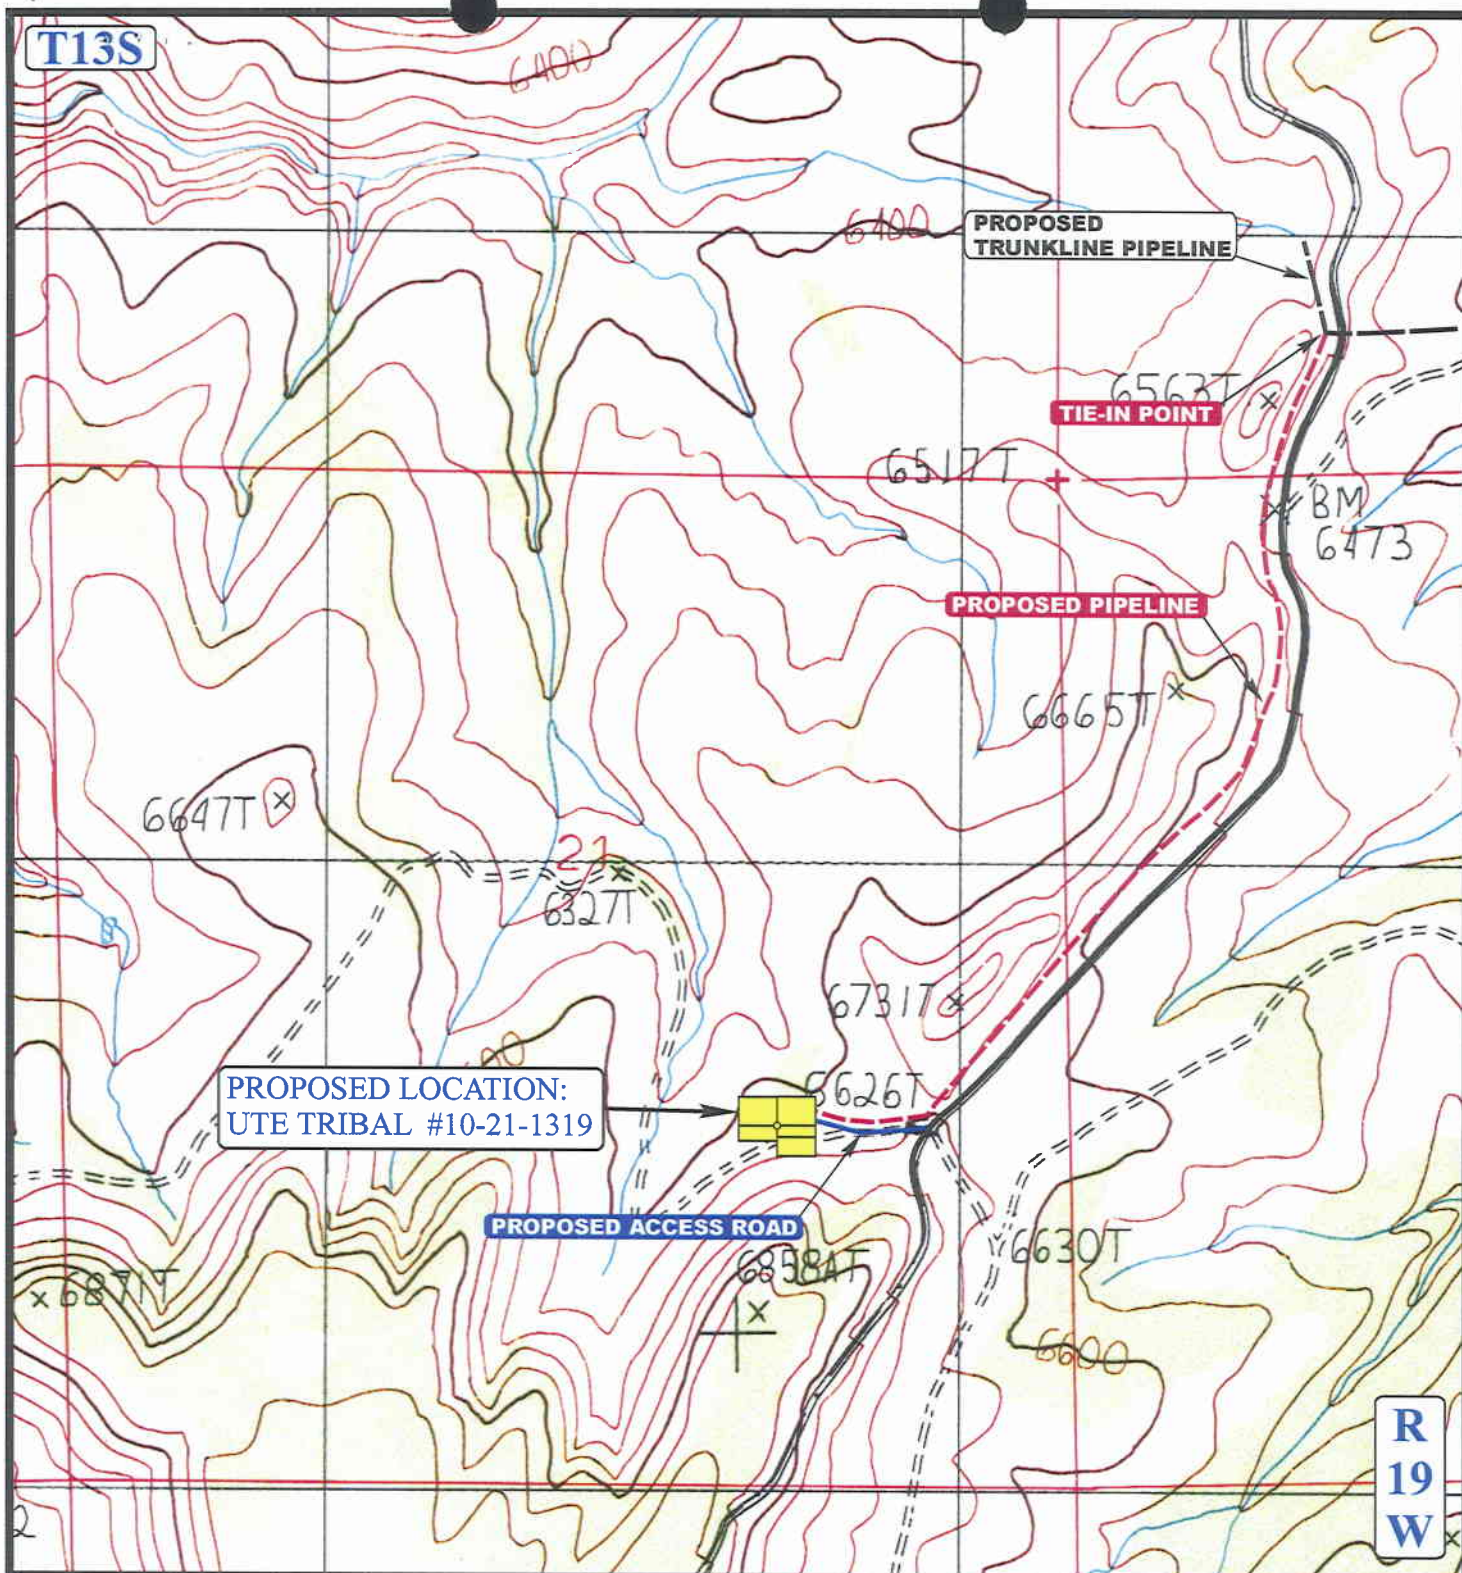 T13S
6400
6400
PROPOSED
TRUNKLINE PIPELINE
6563T
TIE-IN POINT
6517T
BM
6473
PROPOSED PIPELINE
6665T
6647T
21
6327T
6731T
PROPOSED LOCATION:
UTE TRIBAL #10-21-1319
6626T
PROPOSED ACCESS ROAD
6630T
6858AT
6871T
6600
R
19
W
2